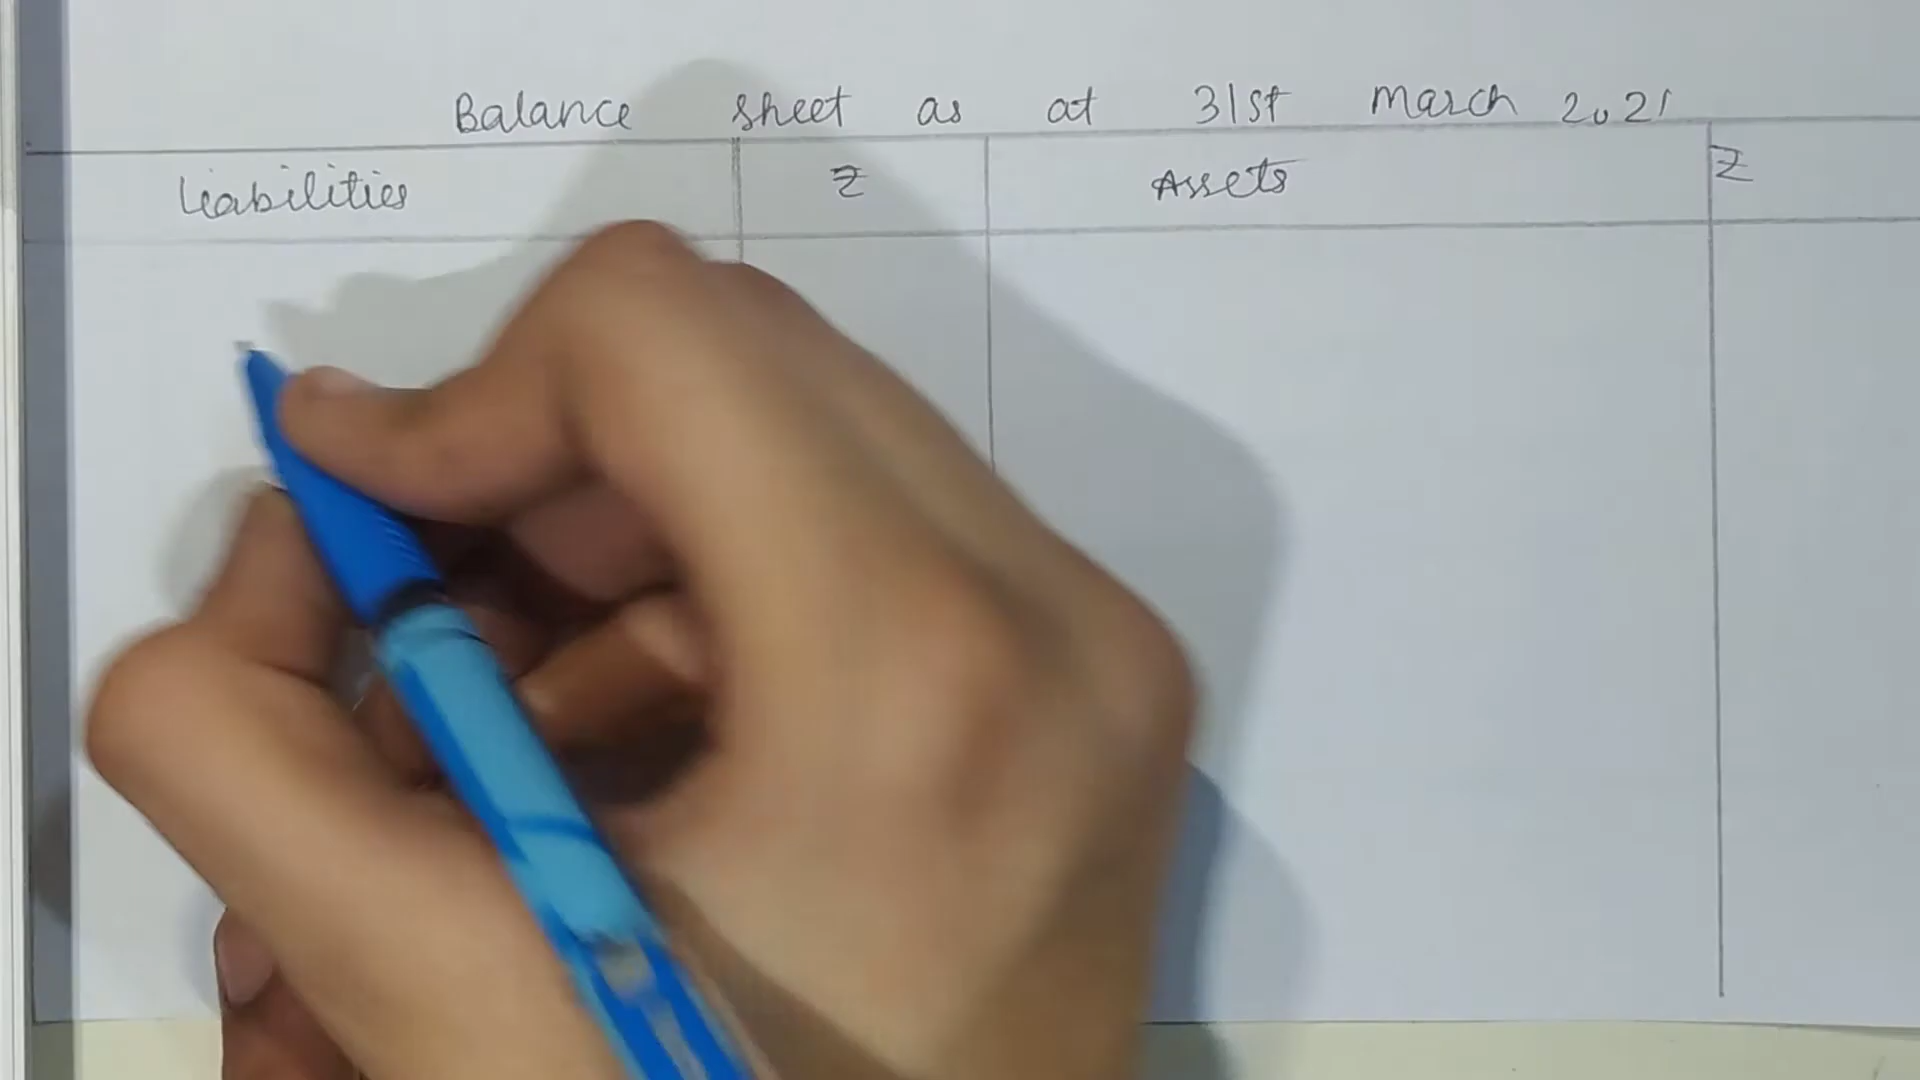 Balance sheet as at 31st march 2021
Liabilities ₹ Assets ₹